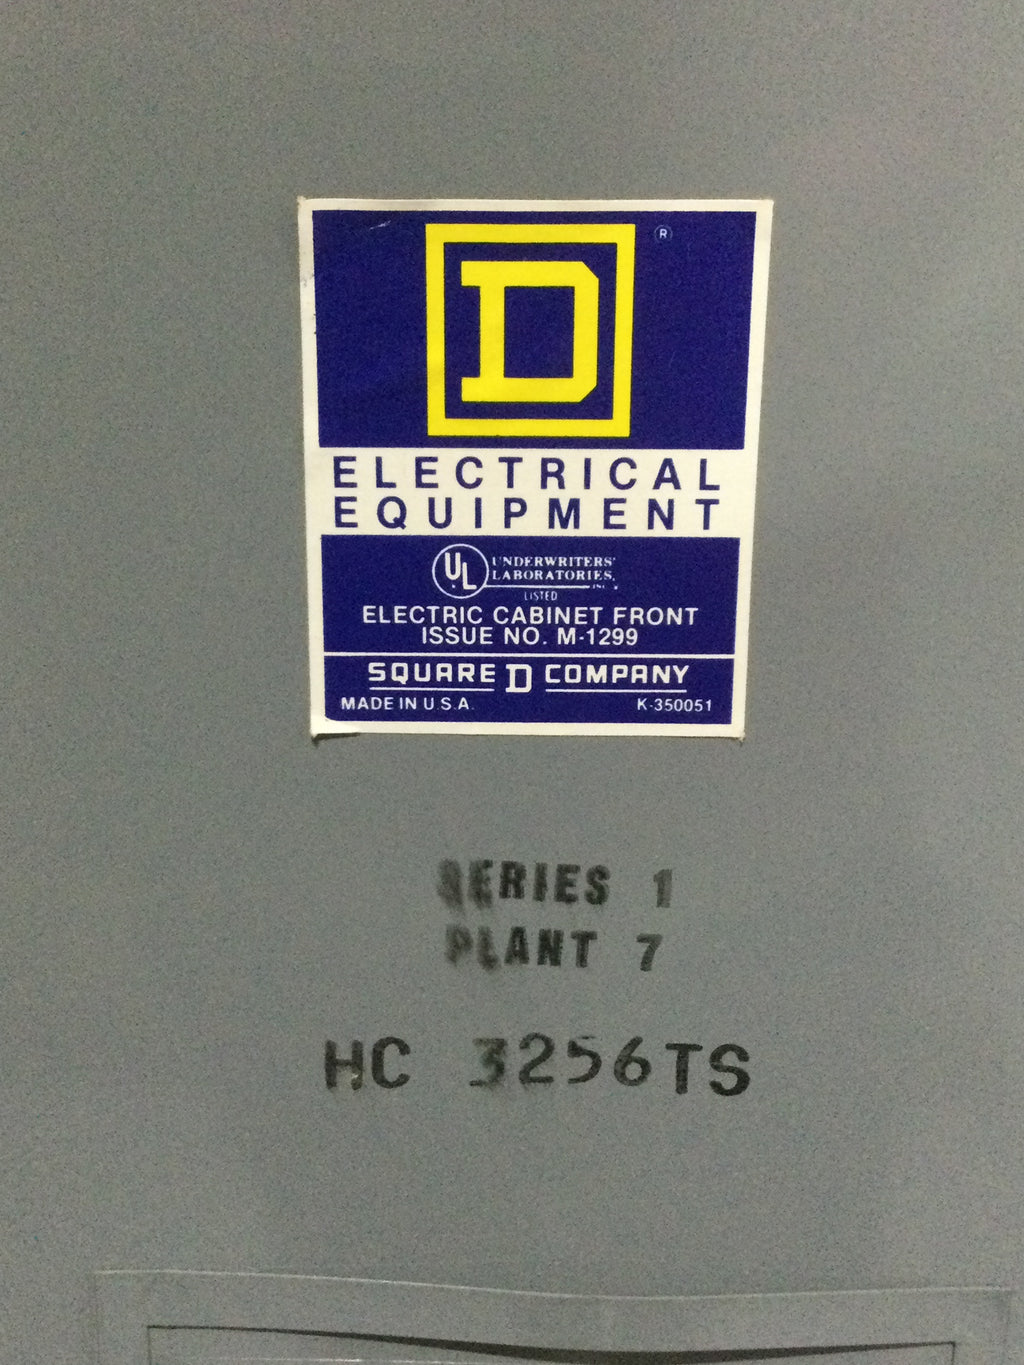 D ®
ELECTRICAL
EQUIPMENT
UL UNDERWRITERS'
LABORATORIES,
INC.
LISTED
ELECTRIC CABINET FRONT
ISSUE NO. M-1299
SQUARE D COMPANY
MADE IN U.S.A. K-350051
SERIES 1
PLANT 7
HC 3256TS